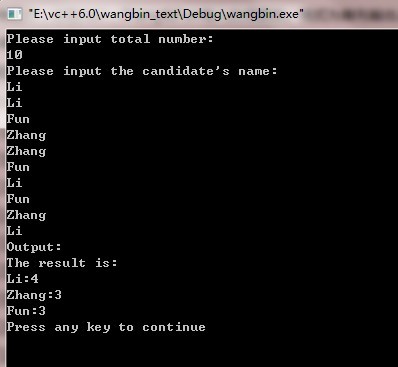 "E:\vc++6.0\wangbin_text\Debug\wangbin.exe"
Please input total number:
10
Please input the candidate's name:
Li
Li
Fun
Zhang
Zhang
Fun
Li
Fun
Zhang
Li
Output:
The result is:
Li:4
Zhang:3
Fun:3
Press any key to continue